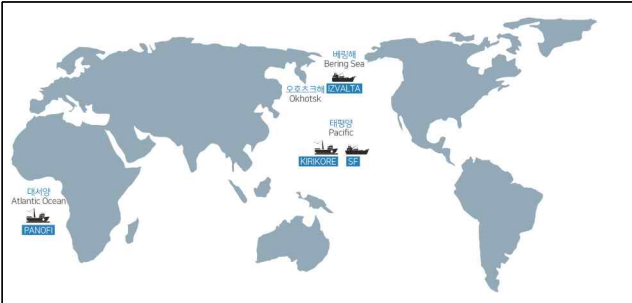 베링해
Bering Sea
IZVALTA
오호츠크해
Okhotsk
태평양
Pacific
KIRIKORE
SF
대서양
Atlantic Ocean
PANOFI